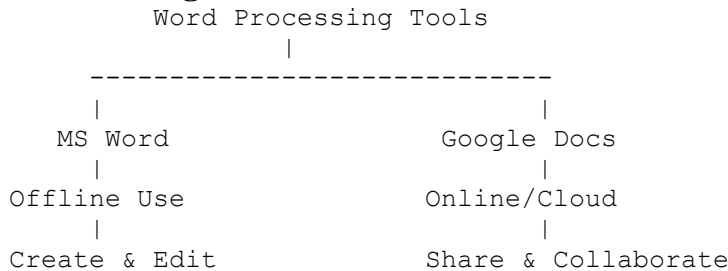 Word Processing Tools
|
------------------------------
| |
MS Word Google Docs
| |
Offline Use Online/Cloud
| |
Create & Edit Share & Collaborate